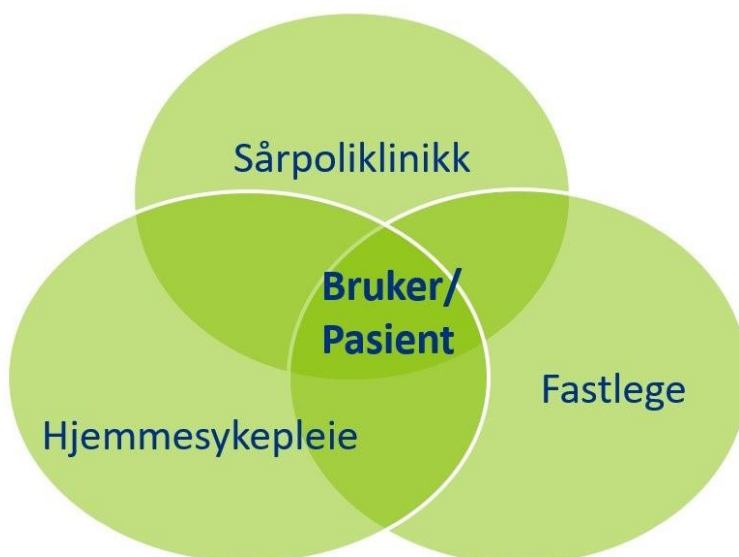 Sårpoliklinikk
Bruker/
Pasient
Fastlege
Hjemmesykepleie